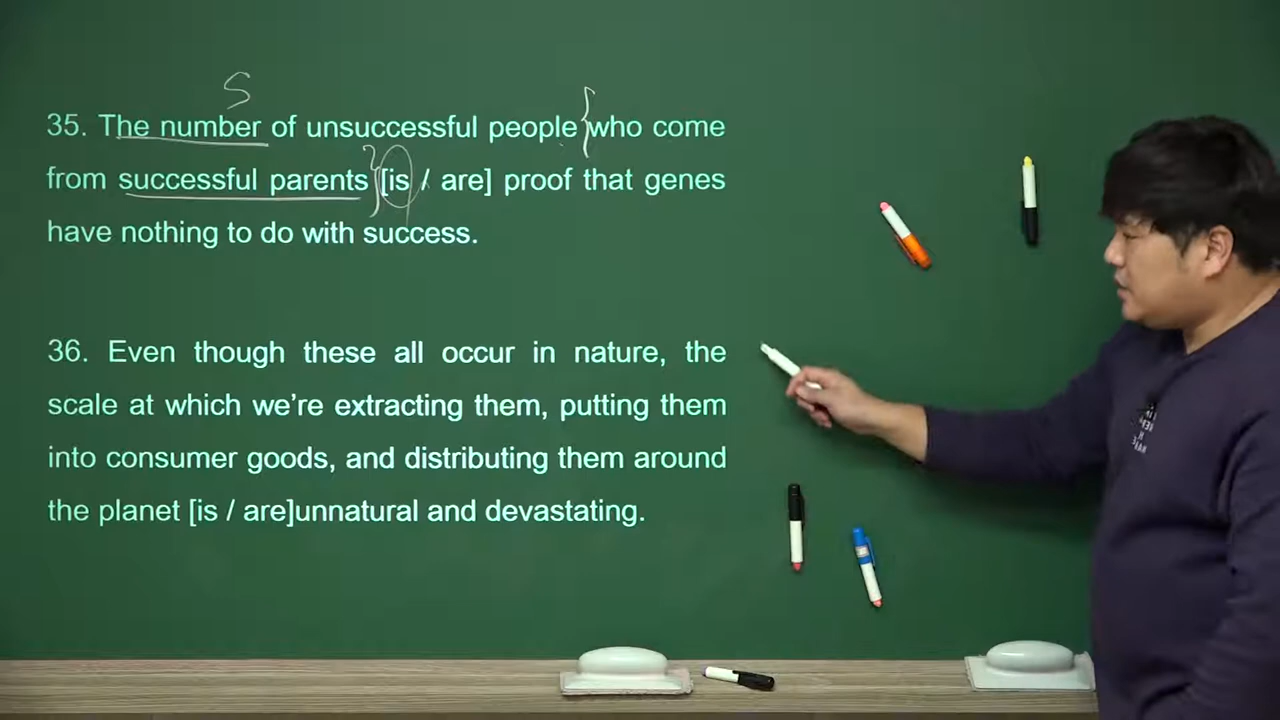 S
35. The number of unsuccessful people who come
from successful parents [is / are] proof that genes
have nothing to do with success.
36. Even though these all occur in nature, the
scale at which we're extracting them, putting them
into consumer goods, and distributing them around
the planet [is / are]unnatural and devastating.